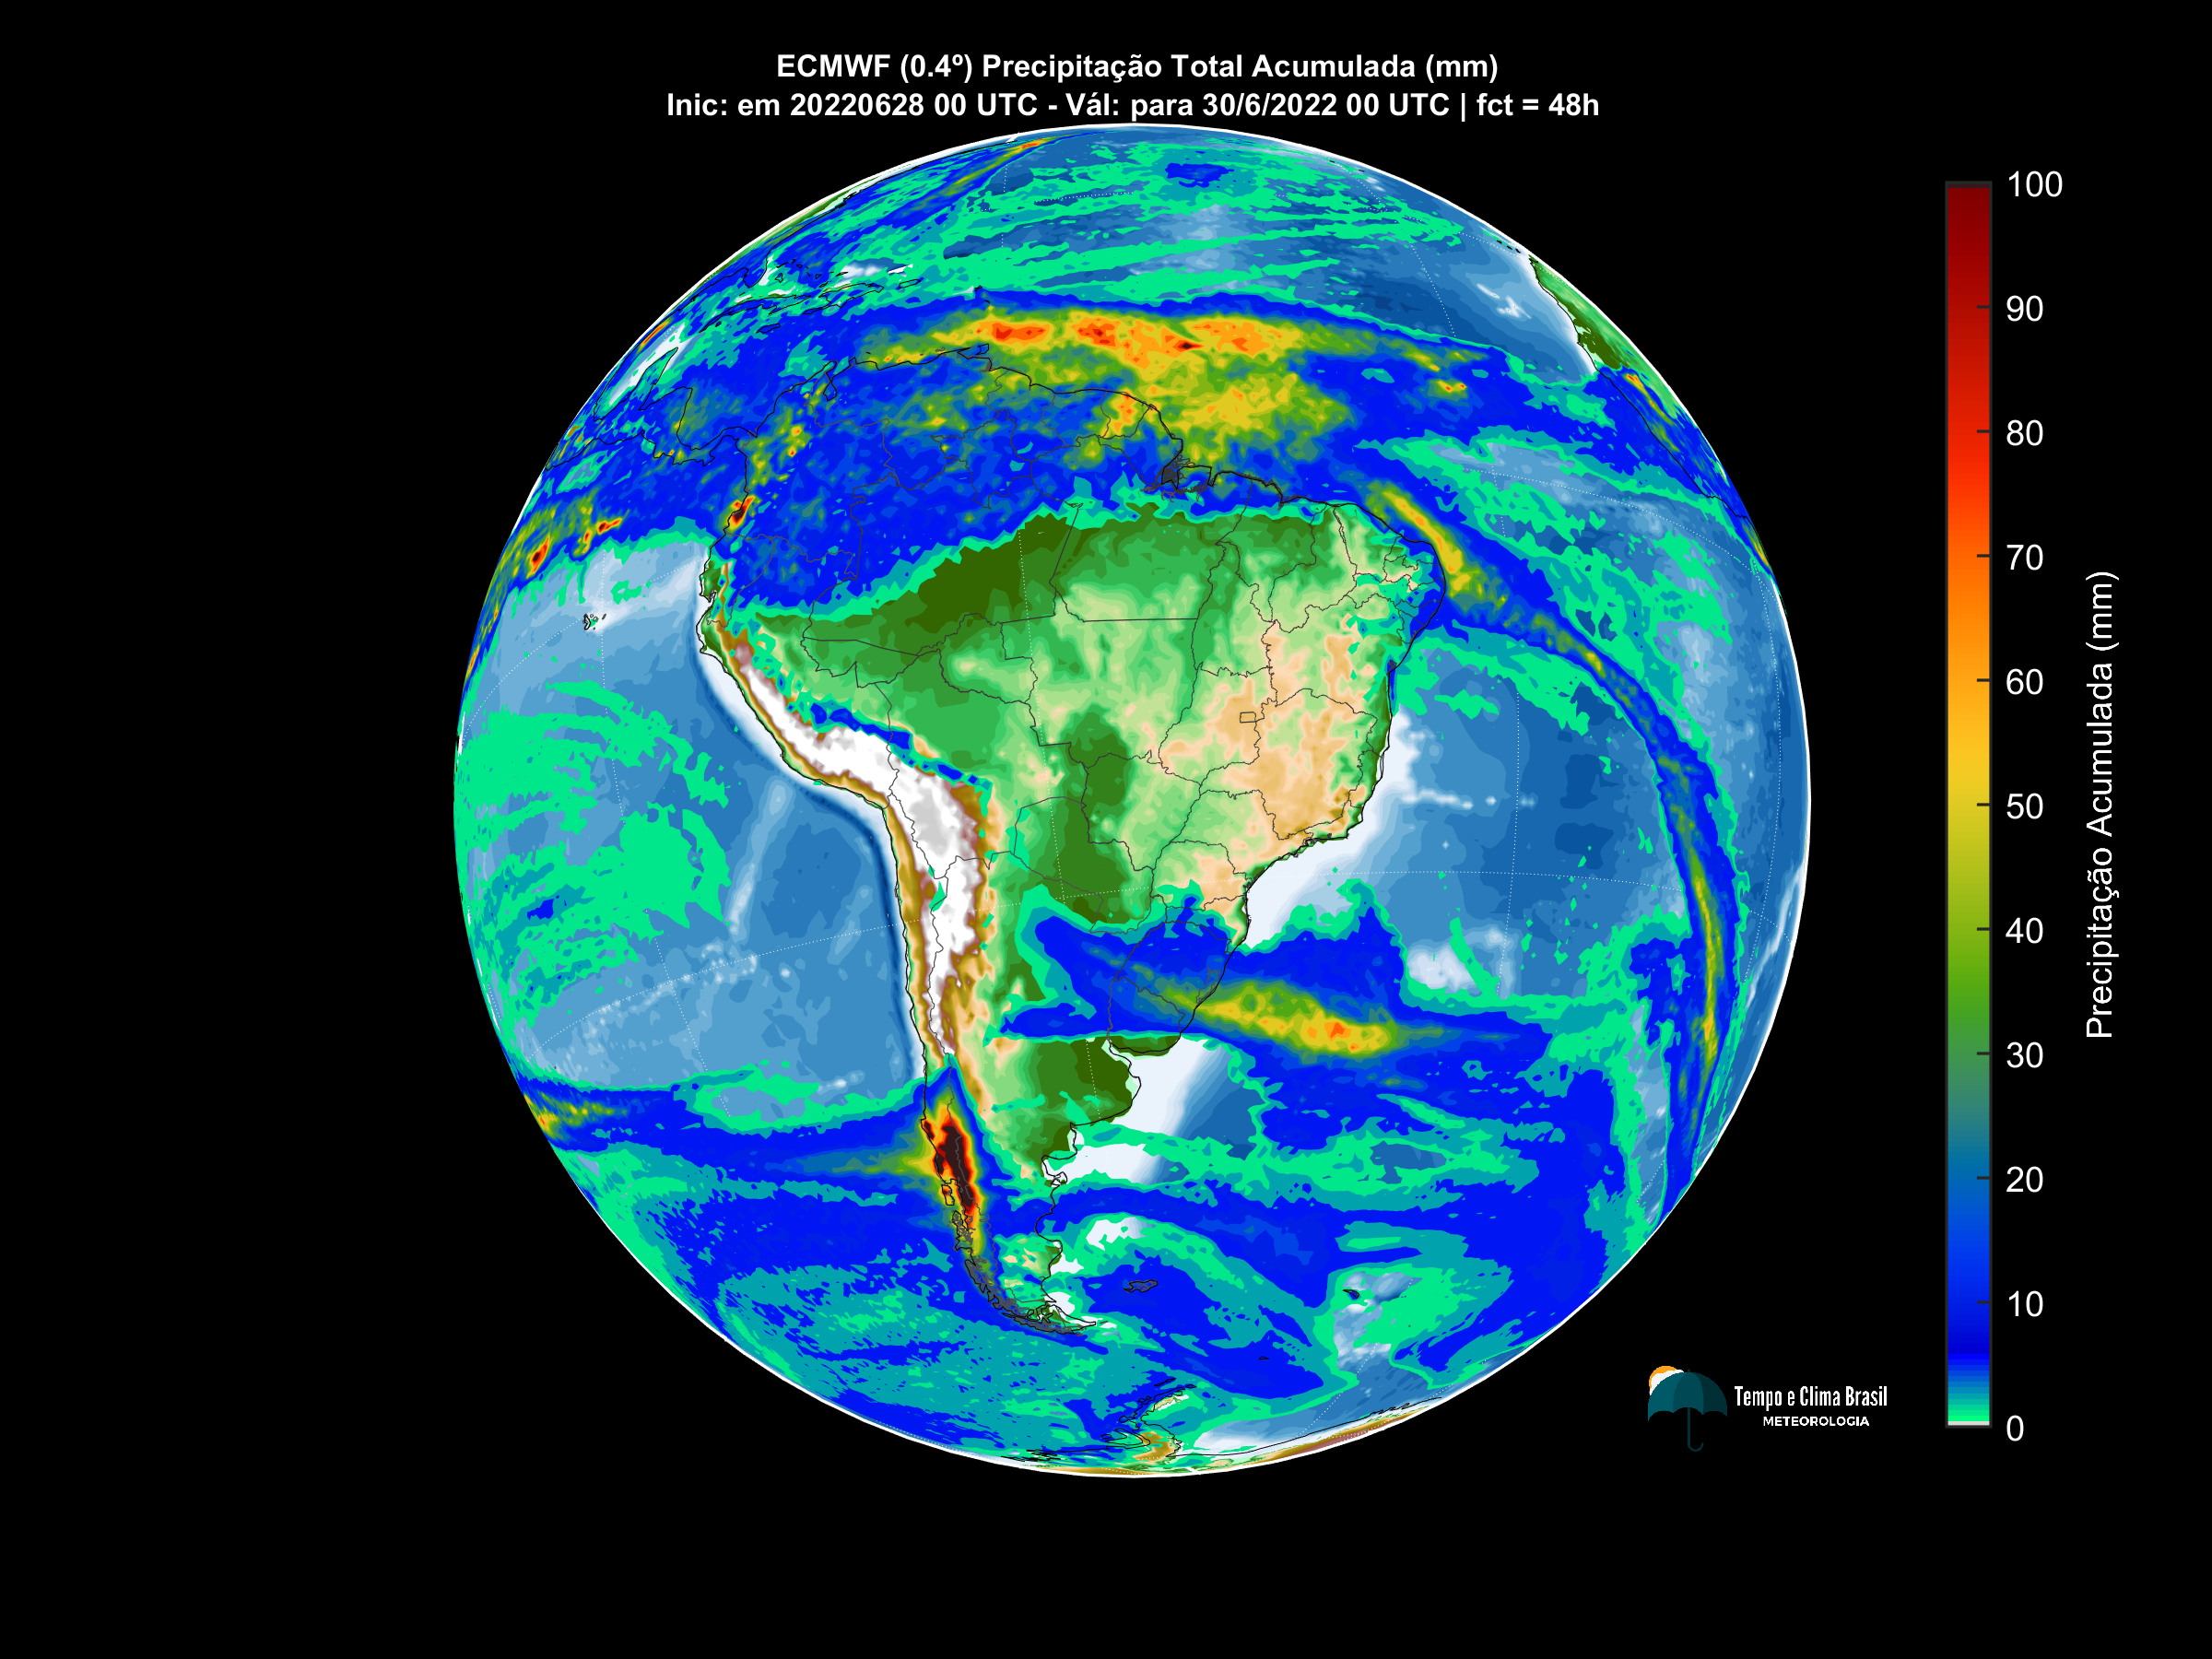 ECMWF (0.4º) Precipitação Total Acumulada (mm)
Inic: em 20220628 00 UTC - Vál: para 30/6/2022 00 UTC | fct = 48h
100
90
80
70
60
50
40
30
20
10
0
Precipitação Acumulada (mm)
Tempo e Clima Brasil
METEOROLOGIA